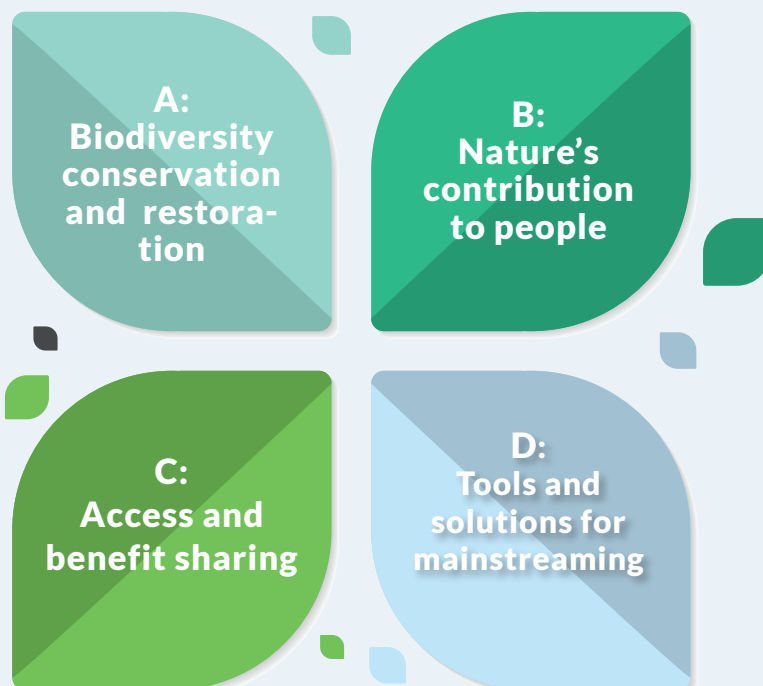 A:
Biodiversity
conservation
and restora-
tion
B:
Nature’s
contribution
to people
C:
Access and
benefit sharing
D:
Tools and
solutions for
mainstreaming